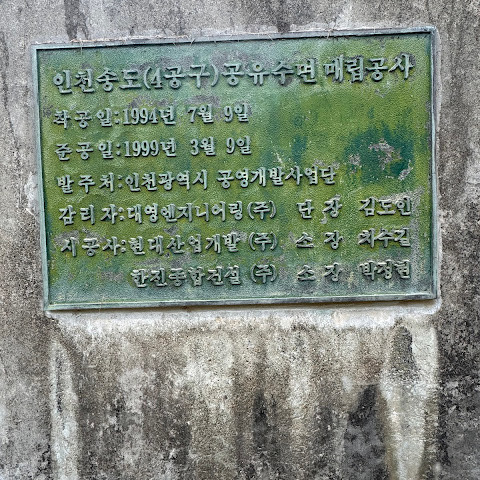 인천송도(4공구)공유수면매립공사
착공일:1994년 7월 9일
준공일:1999년 3월 9일
발주처:인천광역시 공영개발사업단
감리자:대영엔지니어링(주) 단장 김도인
시공사:현대산업개발(주) 소장 차수길
한진종합건설(주) 소장 박정현